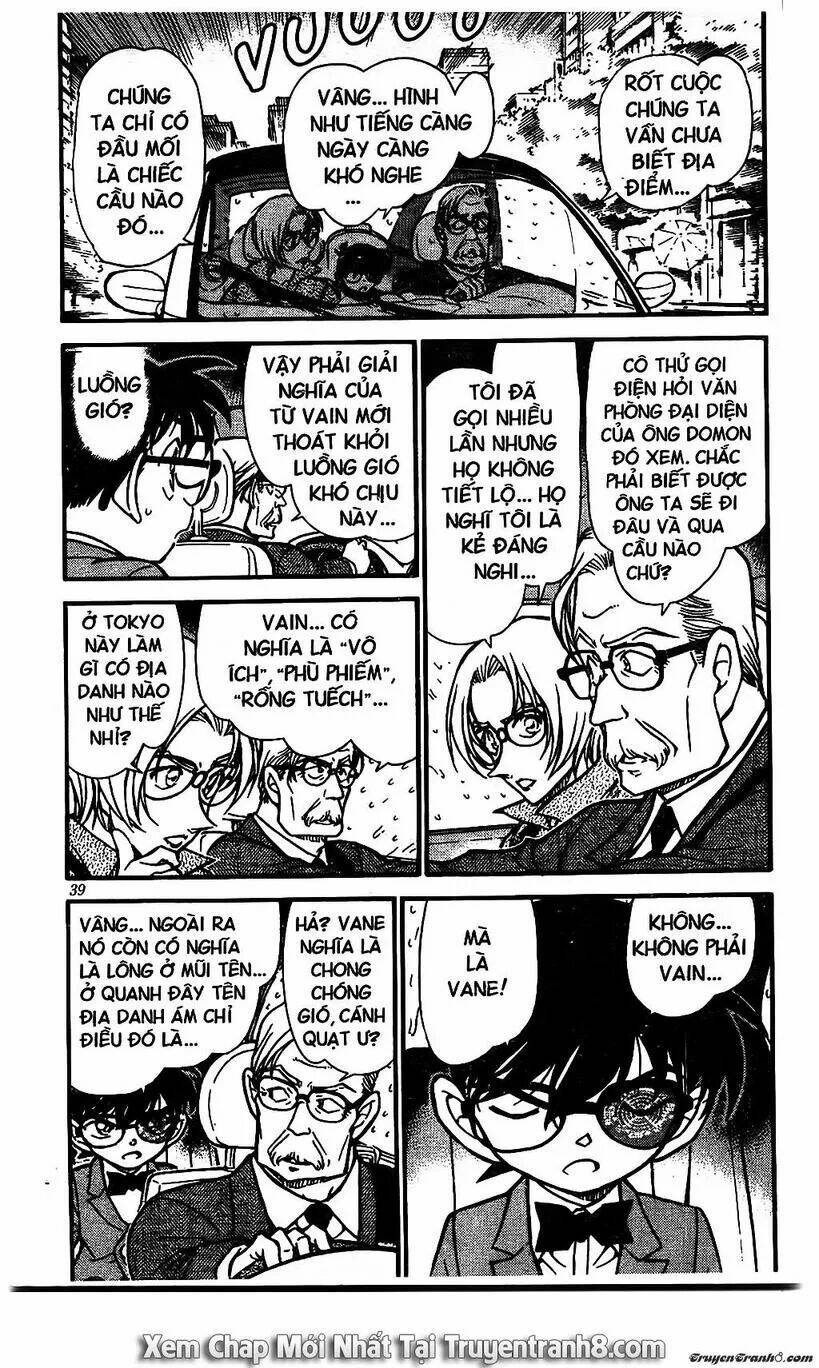 VUUUU
RỐT CUỘC
CHÚNG TA
VẪN CHƯA
BIẾT ĐỊA
ĐIỂM...
VÂNG... HÌNH
NHƯ TIẾNG CÀNG
NGÀY CÀNG
KHÓ NGHE
...
CHÚNG
TA CHỈ CÓ
ĐẦU MỐI
LÀ CHIẾC
CẦU NÀO
ĐÓ...
CÔ THỬ GỌI
ĐIỆN HỎI VĂN
PHÒNG ĐẠI DIỆN
CỦA ÔNG DOMON
ĐÓ XEM. CHẮC
PHẢI BIẾT ĐƯỢC
ÔNG TA SẼ ĐI
ĐÂU VÀ QUA
CẦU NÀO
CHỨ?
TÔI ĐÃ
GỌI NHIỀU
LẦN NHƯNG
HỌ KHÔNG
TIẾT LỘ... HỌ
NGHĨ TÔI LÀ
KẺ ĐÁNG
NGHI...
VẬY PHẢI GIẢI
NGHĨA CỦA
TỪ VAIN MỚI
THOÁT KHỎI
LUỒNG GIÓ
KHÓ CHỊU
NÀY...
LUỒNG
GIÓ?
VAIN... CÓ
NGHĨA LÀ "VÔ
ÍCH", "PHÙ PHIẾM",
"RỖNG TUẾCH"...
Ở TOKYO
NÀY LÀM
GÌ CÓ ĐỊA
DANH NÀO
NHƯ THẾ
NHỈ?
39
KHÔNG...
KHÔNG PHẢI
VAIN...
MÀ
LÀ
VANE!
HẢ? VANE
NGHĨA LÀ
CHONG
CHÓNG
GIÓ, CÁNH
QUẠT Ư?
VÂNG... NGOÀI RA
NÓ CÒN CÓ NGHĨA
LÀ LÔNG Ở MŨI TÊN...
Ở QUANH ĐÂY TÊN
ĐỊA DANH ÁM CHỈ
ĐIỀU ĐÓ LÀ...
Xem Chap Mới Nhất Tại Truyentranh8.com
TruyenTranh8.com